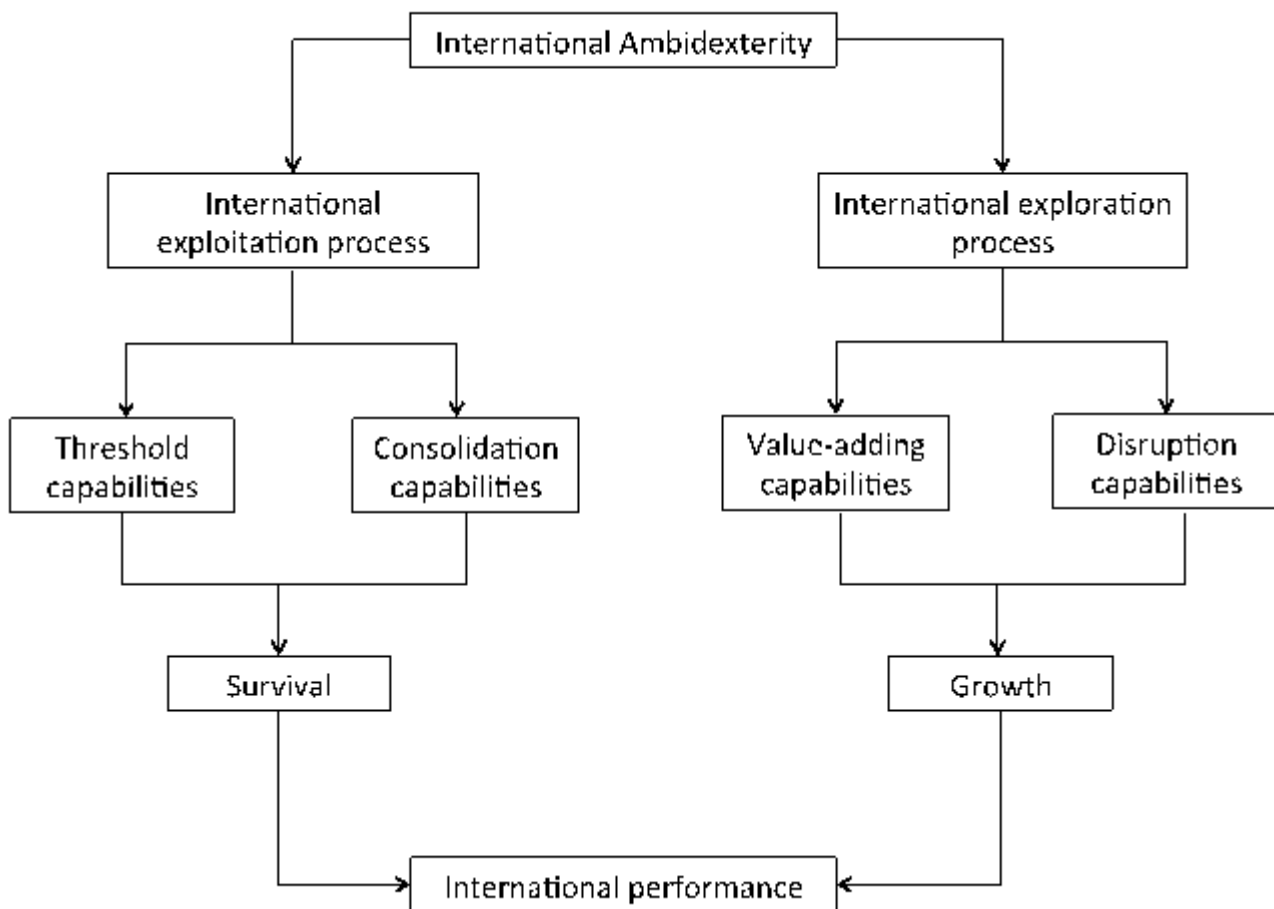 International Ambidexterity
International
exploitation process
International exploration
process
Threshold
capabilities
Consolidation
capabilities
Value-adding
capabilities
Disruption
capabilities
Survival
Growth
International performance